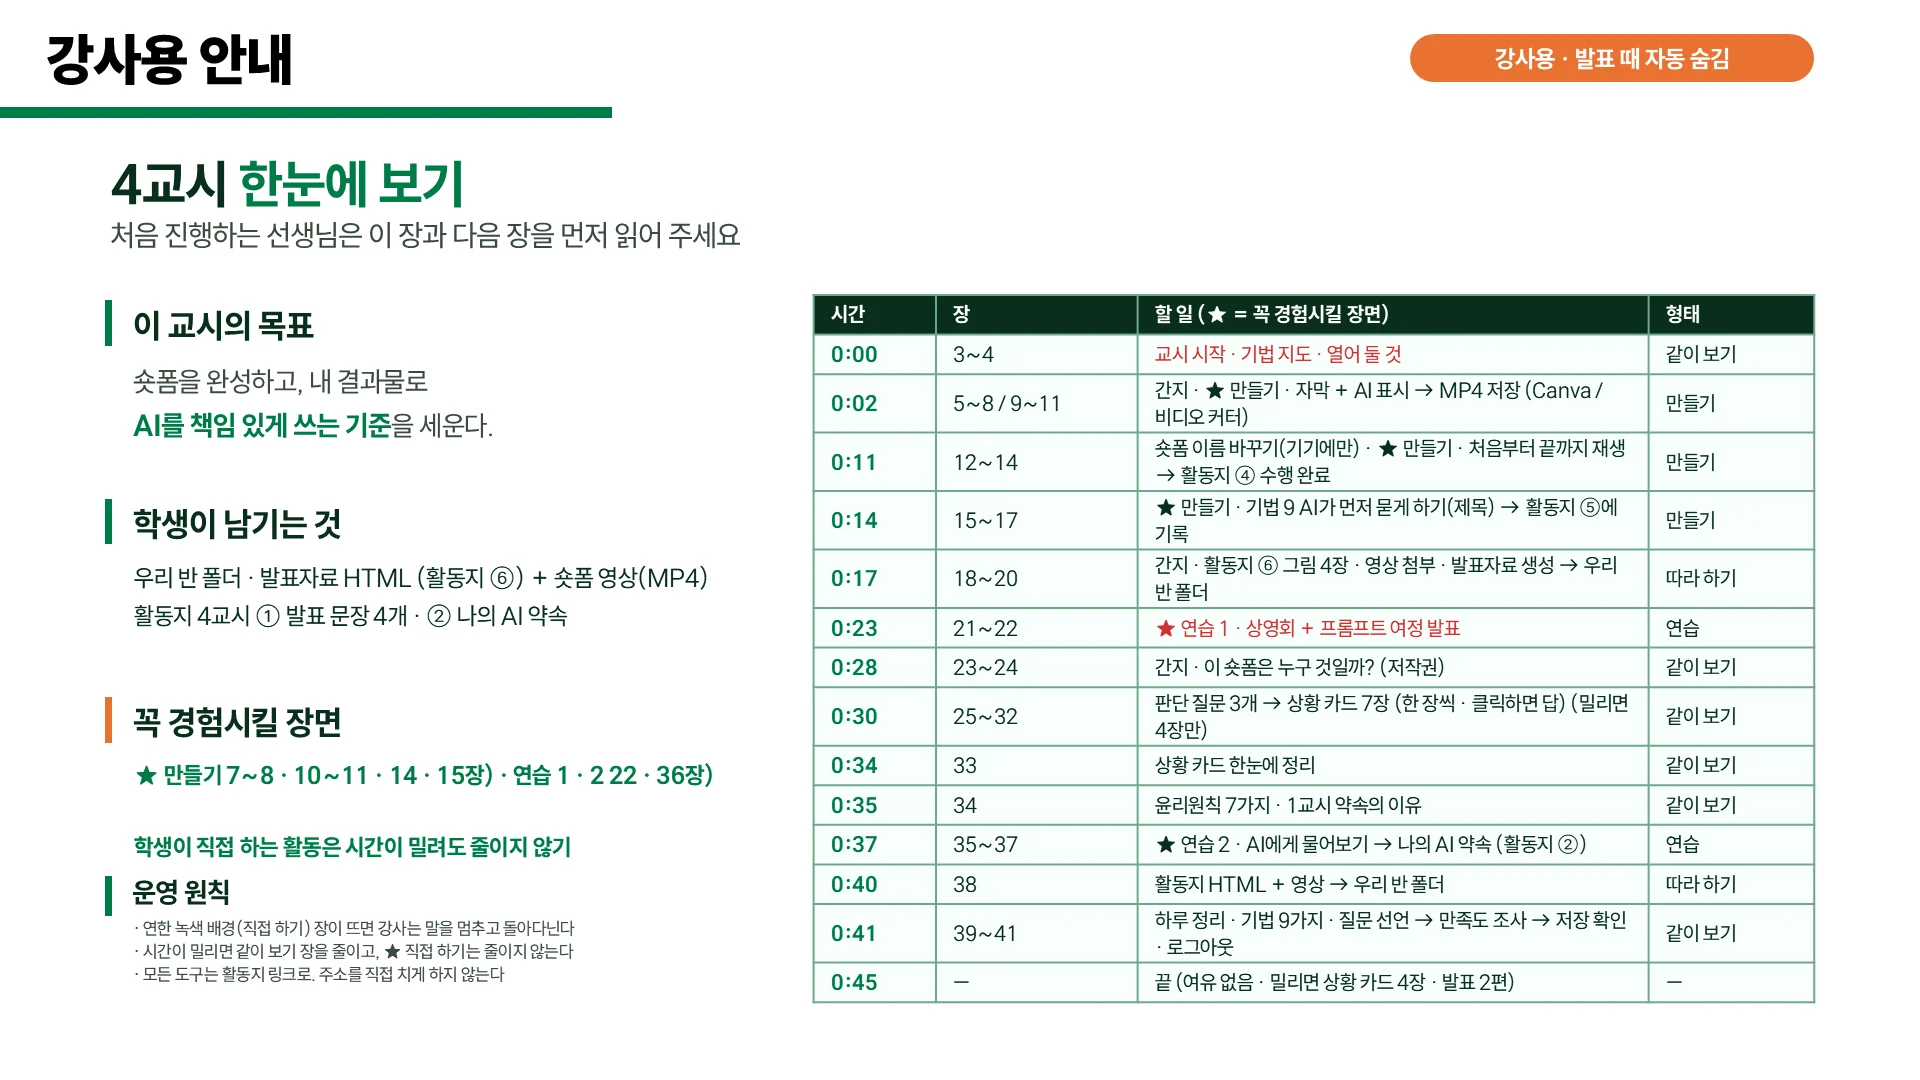 강사용 안내
강사용 · 발표 때 자동 숨김
4교시 한눈에 보기
처음 진행하는 선생님은 이 장과 다음 장을 먼저 읽어 주세요
이 교시의 목표
숏폼을 완성하고, 내 결과물로
AI를 책임 있게 쓰는 기준을 세운다.
학생이 남기는 것
우리 반 폴더 · 발표자료 HTML (활동지 ⑥) + 숏폼 영상(MP4)
활동지 4교시 ① 발표 문장 4개 · ② 나의 AI 약속
꼭 경험시킬 장면
★ 만들기 7~8 · 10~11 · 14 · 15장) · 연습 1 · 2 22 · 36장)
학생이 직접 하는 활동은 시간이 밀려도 줄이지 않기
운영 원칙
· 연한 녹색 배경(직접 하기) 장이 뜨면 강사는 말을 멈추고 돌아다닌다
· 시간이 밀리면 같이 보기 장을 줄이고, ★ 직접 하기는 줄이지 않는다
· 모든 도구는 활동지 링크로. 주소를 직접 치게 하지 않는다
시간 장 할 일 (★ = 꼭 경험시킬 장면) 형태
0:00 3~4 교시 시작 · 기법 지도 · 열어 둘 것 같이 보기
0:02 5~8 / 9~11 간지 · ★ 만들기 · 자막 + AI 표시 → MP4 저장 (Canva /
비디오 커터) 만들기
0:11 12~14 숏폼 이름 바꾸기(기기에만) · ★ 만들기 · 처음부터 끝까지 재생
→ 활동지 ④ 수행 완료 만들기
0:14 15~17 ★ 만들기 · 기법 9 AI가 먼저 묻게 하기(제목) → 활동지 ⑤에
기록 만들기
0:17 18~20 간지 · 활동지 ⑥ 그림 4장 · 영상 첨부 · 발표자료 생성 → 우리
반 폴더 따라 하기
0:23 21~22 ★ 연습 1 · 상영회 + 프롬프트 여정 발표 연습
0:28 23~24 간지 · 이 숏폼은 누구 것일까? (저작권) 같이 보기
0:30 25~32 판단 질문 3개 → 상황 카드 7장 (한 장씩 · 클릭하면 답) (밀리면
4장만) 같이 보기
0:34 33 상황 카드 한눈에 정리 같이 보기
0:35 34 윤리원칙 7가지 · 1교시 약속의 이유 같이 보기
0:37 35~37 ★ 연습 2 · AI에게 물어보기 → 나의 AI 약속 (활동지 ②) 연습
0:40 38 활동지 HTML + 영상 → 우리 반 폴더 따라 하기
0:41 39~41 하루 정리 · 기법 9가지 · 질문 선언 → 만족도 조사 → 저장 확인
· 로그아웃 같이 보기
0:45 — 끝 (여유 없음 · 밀리면 상황 카드 4장 · 발표 2편) —